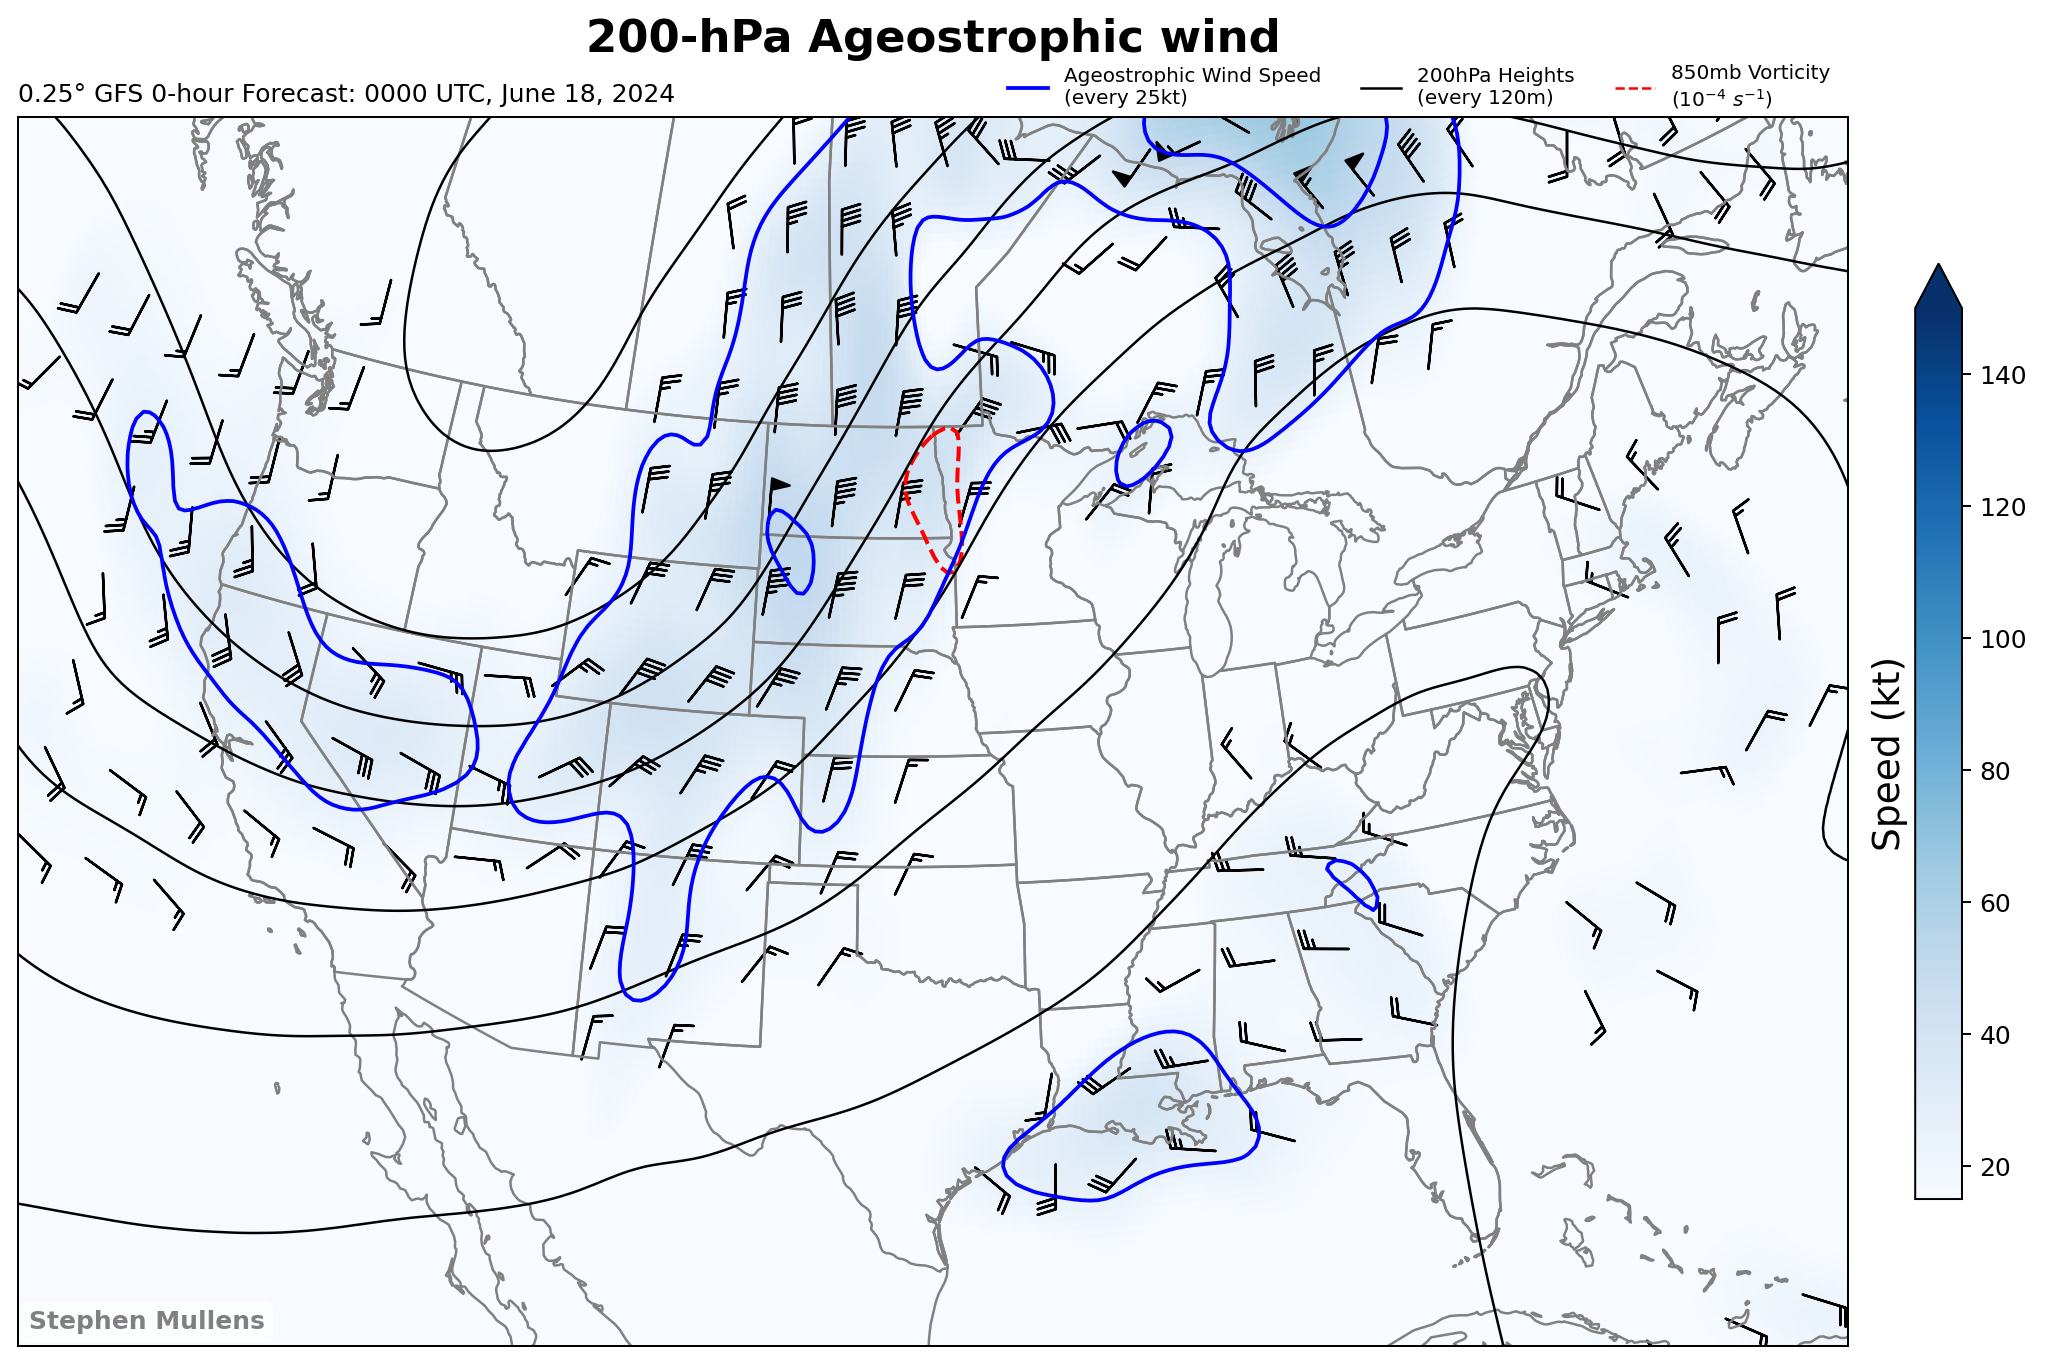 200-hPa Ageostrophic wind
0.25° GFS 0-hour Forecast: 0000 UTC, June 18, 2024
Ageostrophic Wind Speed
(every 25kt)
200hPa Heights
(every 120m)
850mb Vorticity
(10⁻⁴ s⁻¹)
140
120
100
80
60
40
20
Speed (kt)
Stephen Mullens